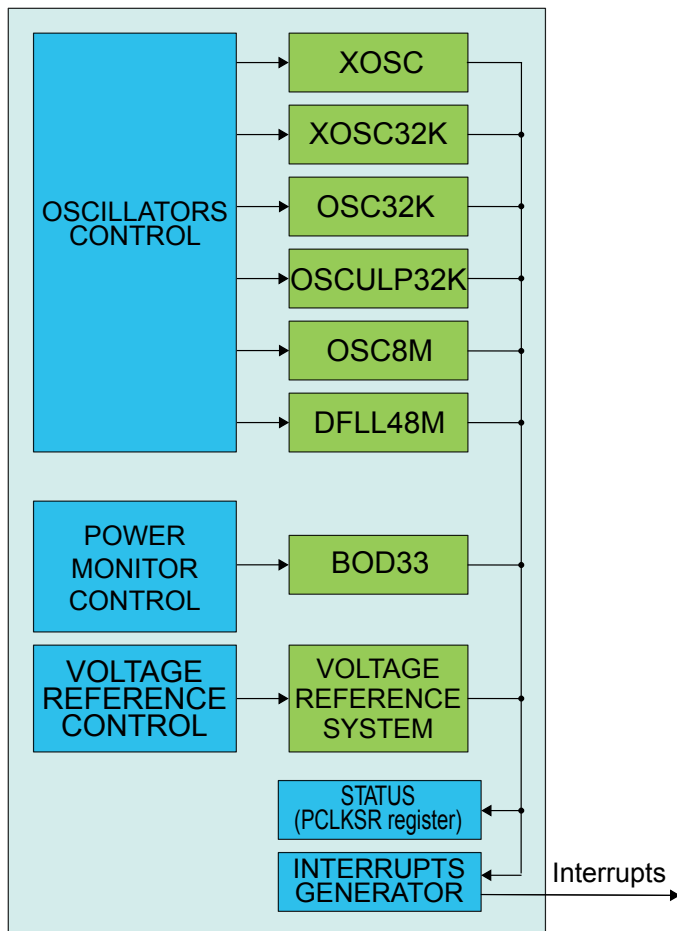 OSCILLATORS
CONTROL
XOSC
XOSC32K
OSC32K
OSCULP32K
OSC8M
DFLL48M
POWER
MONITOR
CONTROL
BOD33
VOLTAGE
REFERENCE
CONTROL
VOLTAGE
REFERENCE
SYSTEM
STATUS
(PCLKSR register)
INTERRUPTS
GENERATOR
Interrupts